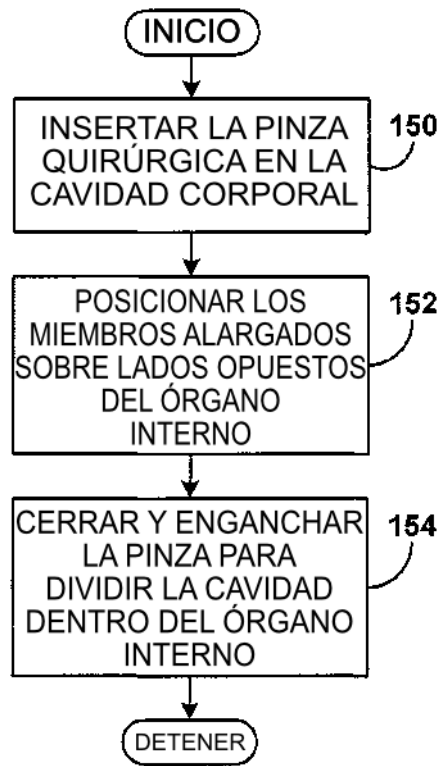 INICIO
INSERTAR LA PINZA
QUIRÚRGICA EN LA
CAVIDAD CORPORAL
150
POSICIONAR LOS
MIEMBROS ALARGADOS
SOBRE LADOS OPUESTOS
DEL ÓRGANO
INTERNO
152
CERRAR Y ENGANCHAR
LA PINZA PARA
DIVIDIR LA CAVIDAD
DENTRO DEL ÓRGANO
INTERNO
154
DETENER